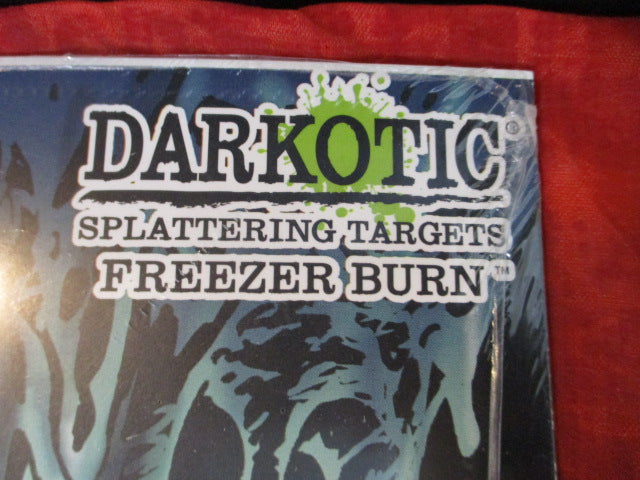 DARKOTIC®
SPLATTERING TARGETS
FREEZER BURN™